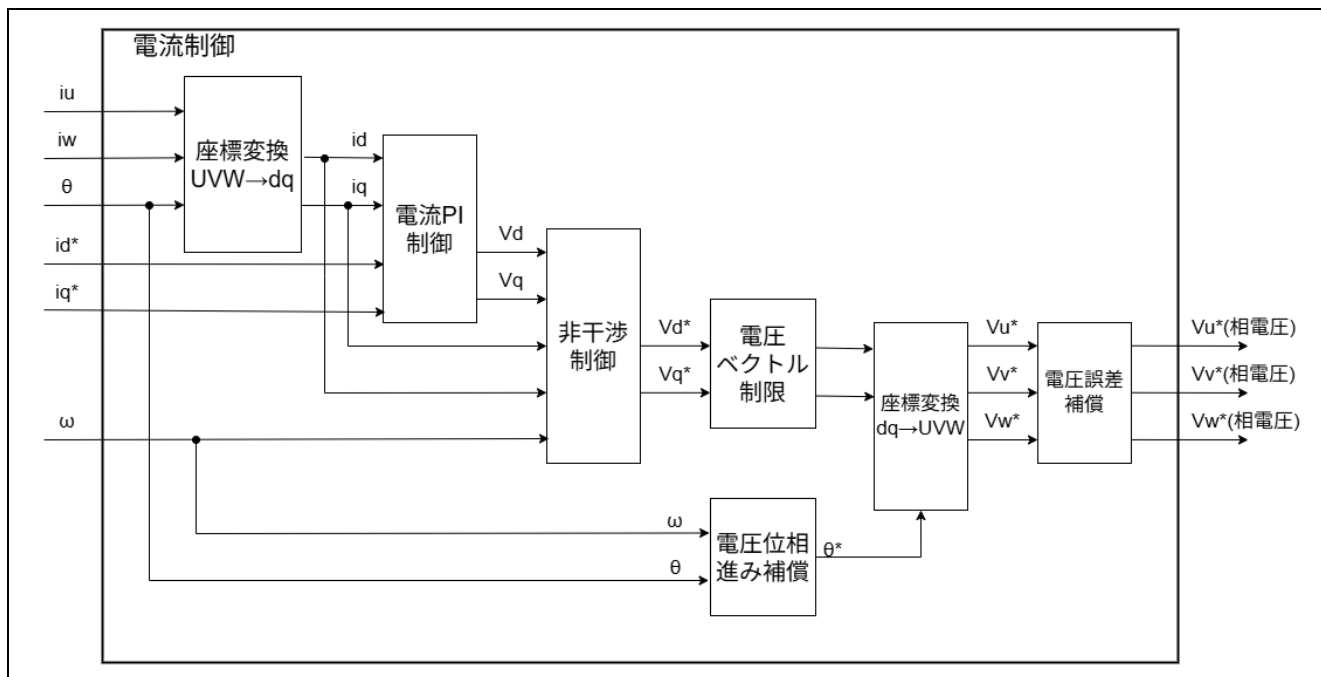 電流制御
iu
iw
θ
id*
iq*
ω
座標変換
UVW→dq
id
iq
電流PI
制御
Vd
Vq
非干渉
制御
Vd*
Vq*
電圧
ベクトル
制限
座標変換
dq→UVW
Vu*
Vv*
Vw*
電圧誤差
補償
Vu*(相電圧)
Vv*(相電圧)
Vw*(相電圧)
ω
θ
電圧位相
進み補償
θ*